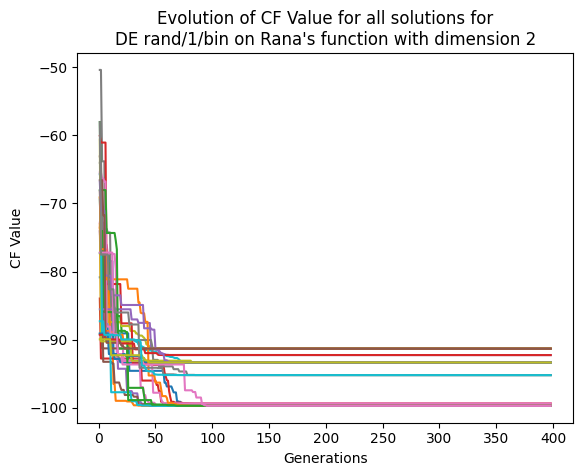 Evolution of CF Value for all solutions for
DE rand/1/bin on Rana's function with dimension 2
CF Value
−50
−60
−70
−80
−90
−100
0 50 100 150 200 250 300 350 400
Generations